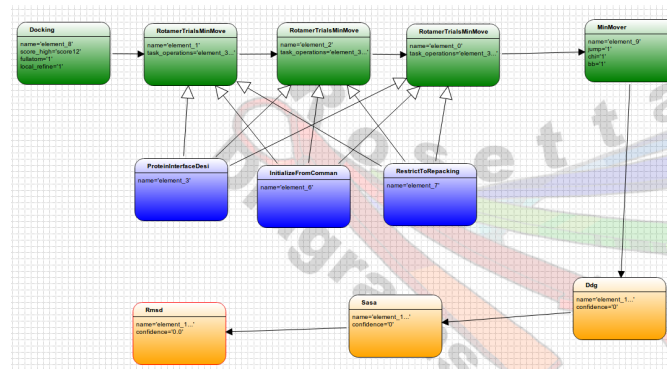 Docking
name='element_8'
score_high='score12'
fullatom='1'
local_refine='1'
RotamerTrialsMinMove
name='element_1'
task_operations='element_3...'
RotamerTrialsMinMove
name='element_2'
task_operations='element_3...'
RotamerTrialsMinMove
name='element_0'
task_operations='element_3...'
MinMover
name='element_9'
jump='1'
chi='1'
bb='1'
ProteinInterfaceDesi
name='element_3'
InitializeFromComman
name='element_6'
RestrictToRepacking
name='element_7'
Ddg
name='element_1...'
confidence='0'
Sasa
name='element_1...'
confidence='0'
Rmsd
name='element_1...'
confidence='0.0'